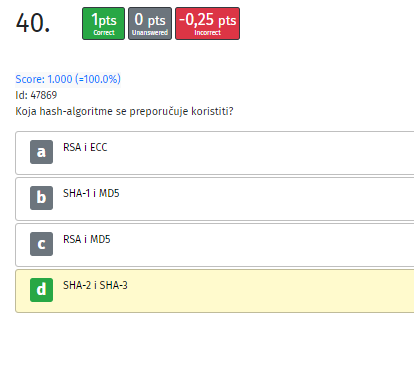 40.
1pts
Correct
0 pts
Unanswered
-0,25 pts
Incorrect
Score: 1.000 (=100.0%)
Id: 47869
Koja hash-algoritme se preporučuje koristiti?
a RSA i ECC
b SHA-1 i MD5
c RSA i MD5
d SHA-2 i SHA-3